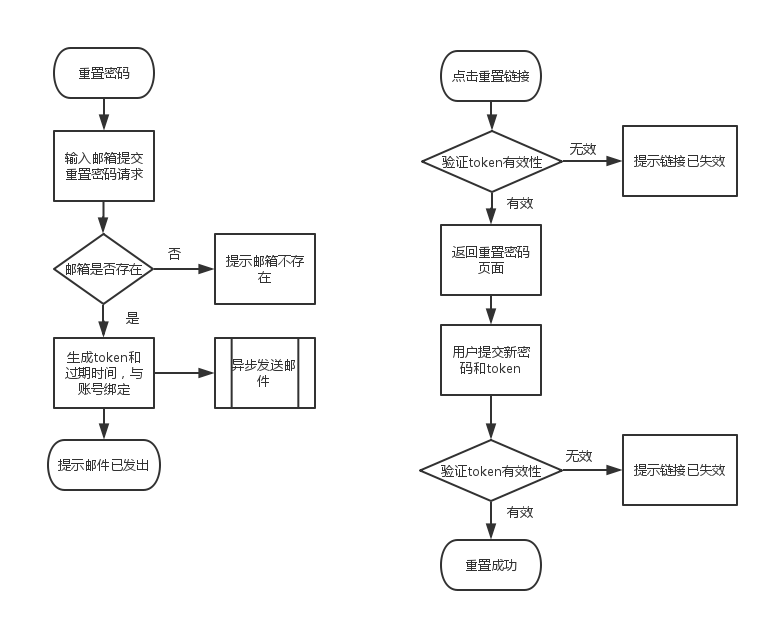 重置密码
输入邮箱提交
重置密码请求
邮箱是否存在
否
提示邮箱不存
在
是
生成token和
过期时间，与
账号绑定
异步发送邮
件
提示邮件已发出
点击重置链接
验证token有效性
无效
提示链接已失效
有效
返回重置密码
页面
用户提交新密
码和token
验证token有效性
无效
提示链接已失效
有效
重置成功